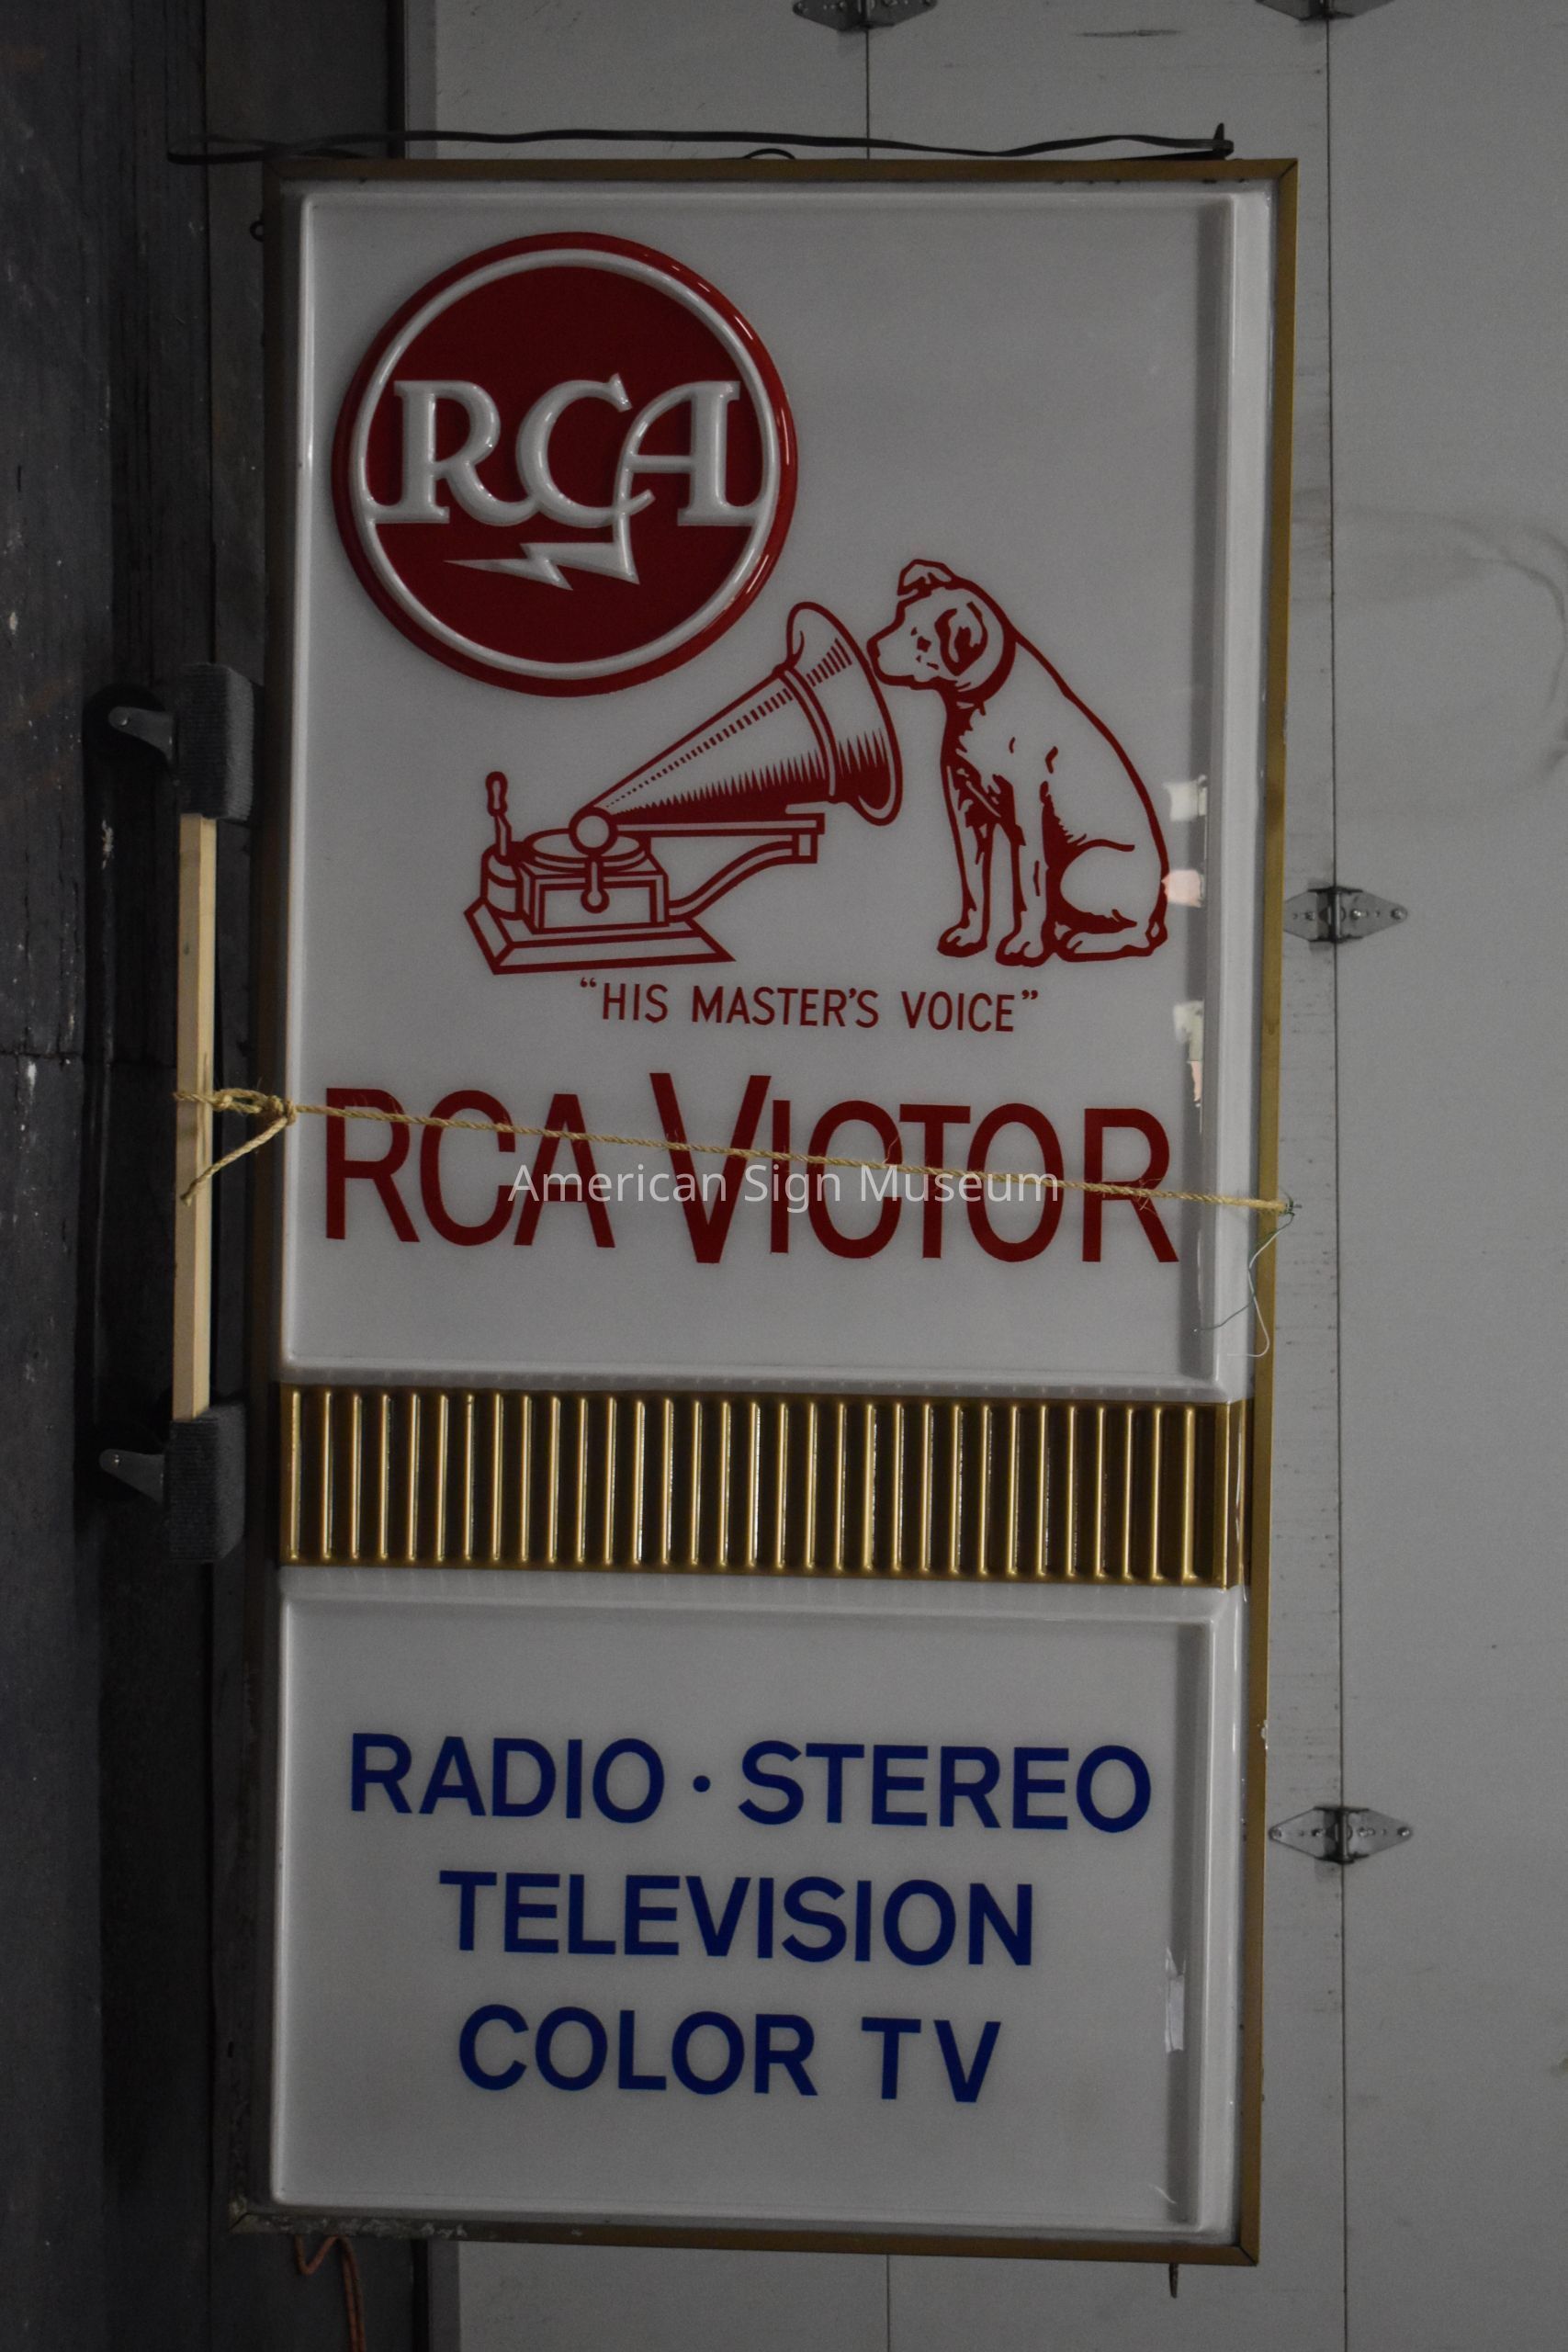 RCA
“HIS MASTER’S VOICE”
RCA VICTOR
American Sign Museum
RADIO · STEREO
TELEVISION
COLOR TV